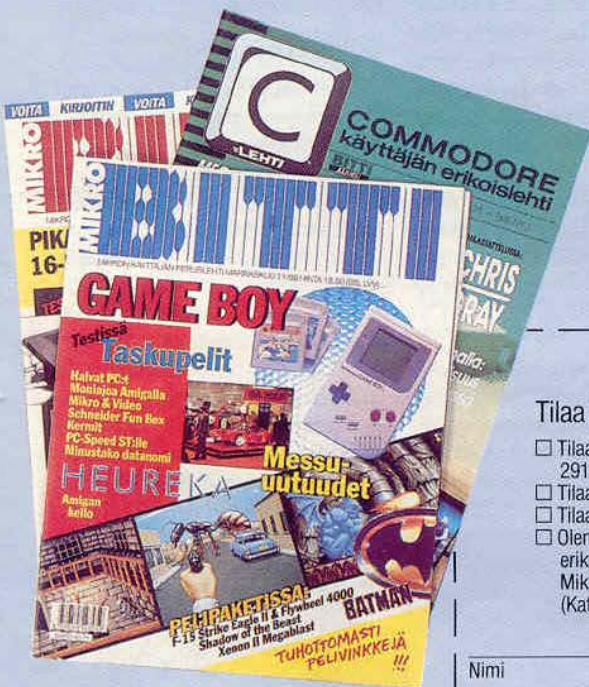 VOITA KIRJOITIN VOITA
MIKRO
PIKA
16-
C
-LEHTI
COMMODORE
käyttäjän erikoislehti
BITTI
CHRIS
MIKRO
BITTI
GAME BOY
Testissä
Taskupelit
Halvat PC:t
Moniajoa Amigalla
Mikro & Video
Schneider Fun Box
Kermit
PC-Speed ST:lle
Minustako datanomi
HEUREKA
Amigan
kello
Messu-
uutuudet
PELIPAKETISSA:
F-15 Strike Eagle II & Flywheel 4000
Shadow of the Beast
Xenon II Megablast
BATMAN
TUHOTTOMASTI
PELIVINKKEJÄ
!!!
Tilaa
Tilaa
291
Tilaa
Tilaa
Olen
erik
Mik
(Kat
Nimi